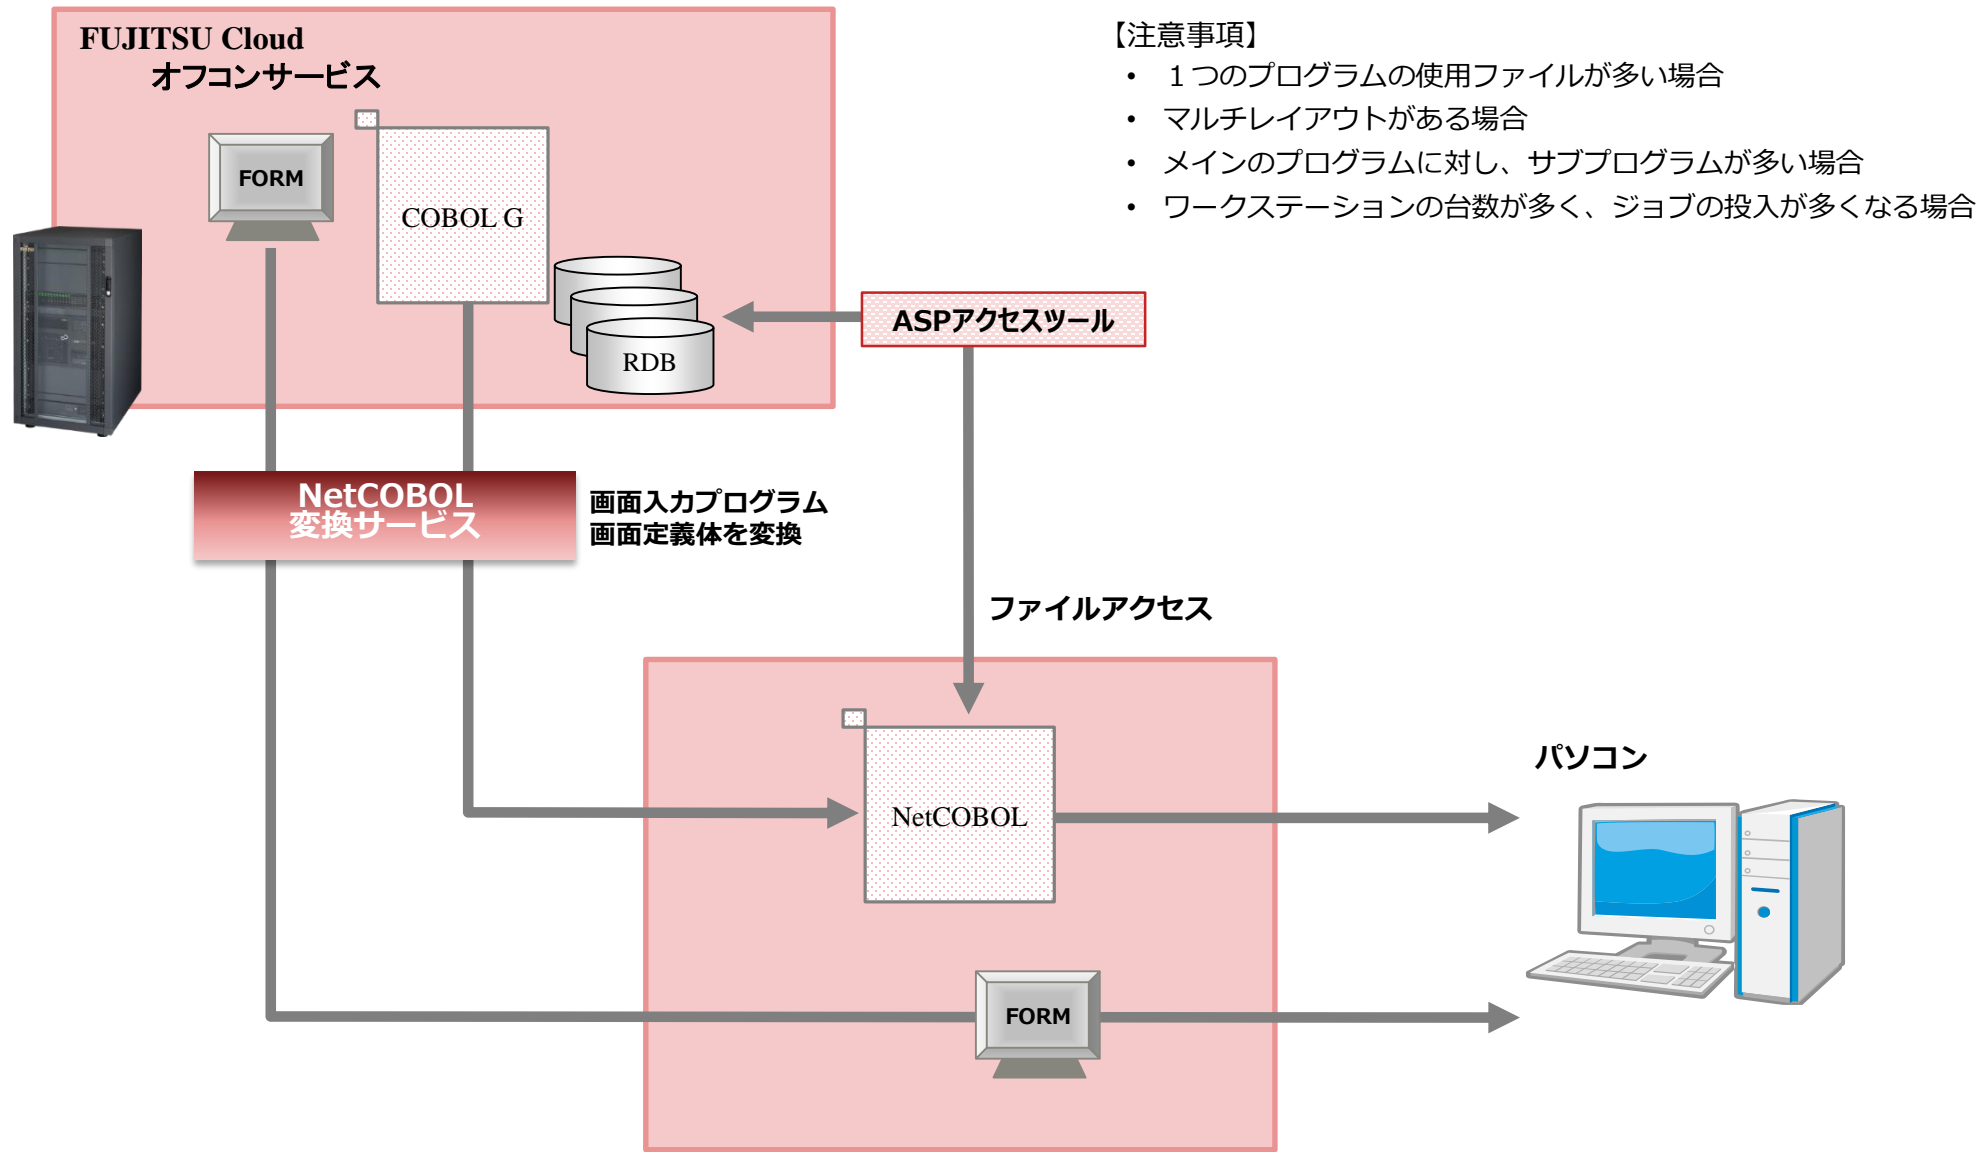 FUJITSU Cloud
オフコンサービス
【注意事項】
• １つのプログラムの使用ファイルが多い場合
• マルチレイアウトがある場合
• メインのプログラムに対し、サブプログラムが多い場合
• ワークステーションの台数が多く、ジョブの投入が多くなる場合
FORM
COBOL G
RDB
ASPアクセスツール
NetCOBOL
変換サービス
画面入力プログラム
画面定義体を変換
ファイルアクセス
NetCOBOL
パソコン
FORM